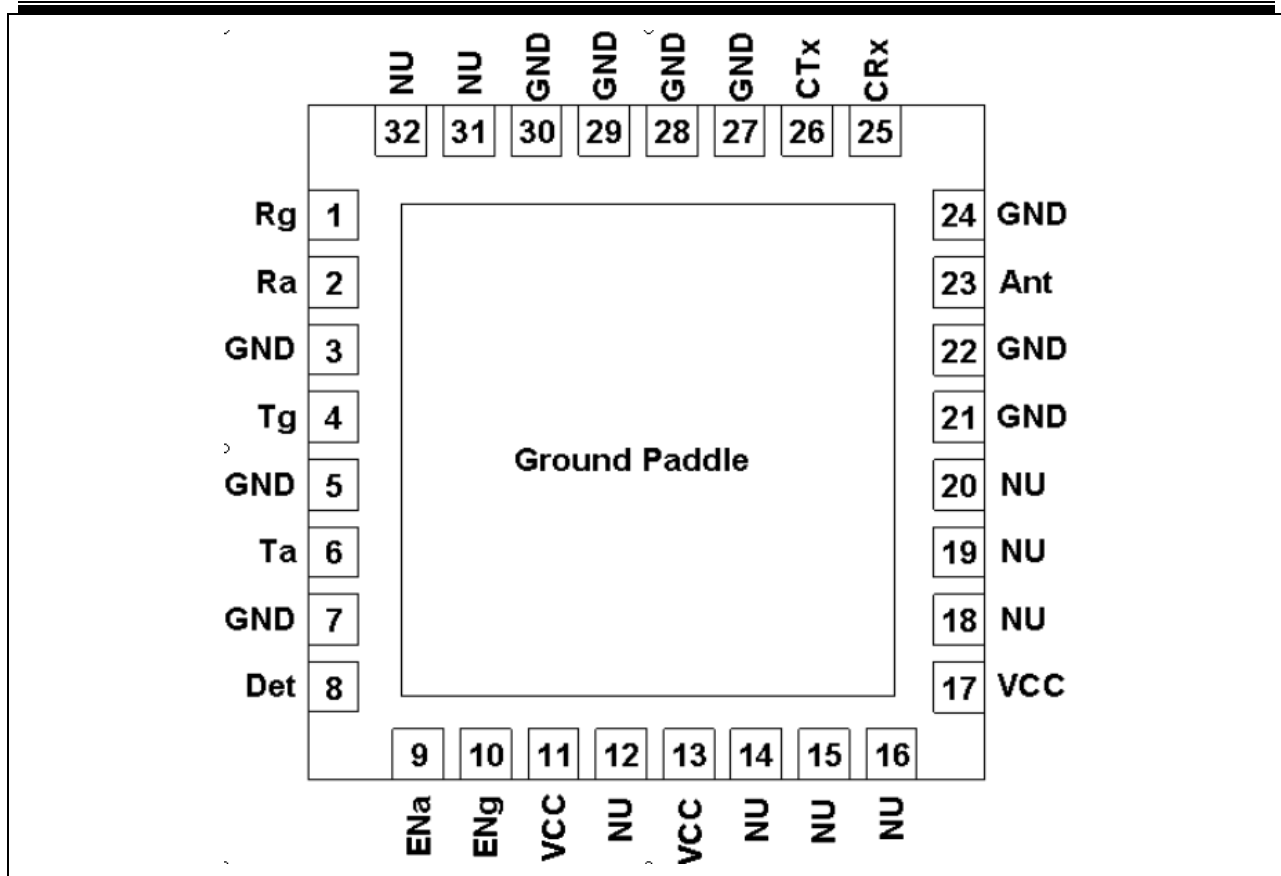 NU NU GND GND GND GND CTx CRx
32 31 30 29 28 27 26 25
Rg 1 24 GND
Ra 2 23 Ant
GND 3 22 GND
Tg 4 21 GND
Ground Paddle
GND 5 20 NU
Ta 6 19 NU
GND 7 18 NU
Det 8 17 VCC
9 10 11 12 13 14 15 16
ENa ENg VCC NU VCC NU NU NU